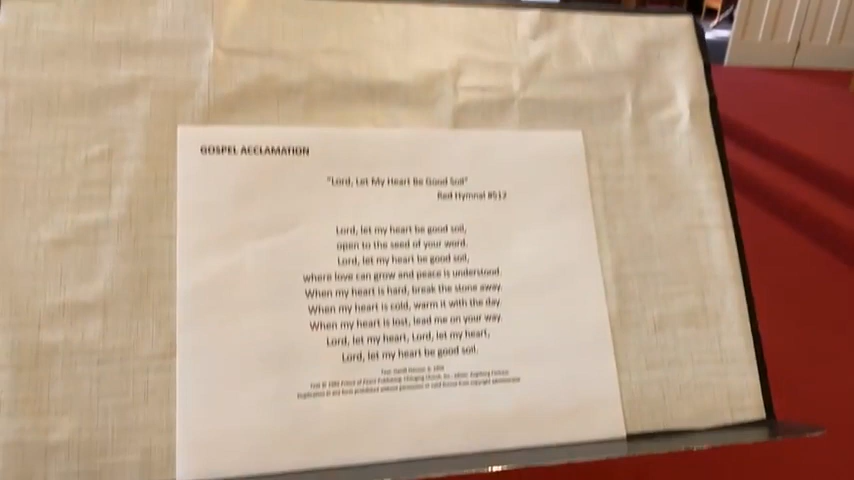 GOSPEL ACCLAMATION
"Lord, Let My Heart Be Good Soil"
Red Hymnal #512
Lord, let my heart be good soil,
open to the seed of your word.
Lord, let my heart be good soil,
where love can grow and peace is understood.
When my heart is hard, break the stone away.
When my heart is cold, warm it with the day.
When my heart is lost, lead me on your way.
Lord, let my heart, Lord, let my heart,
Lord, let my heart be good soil.